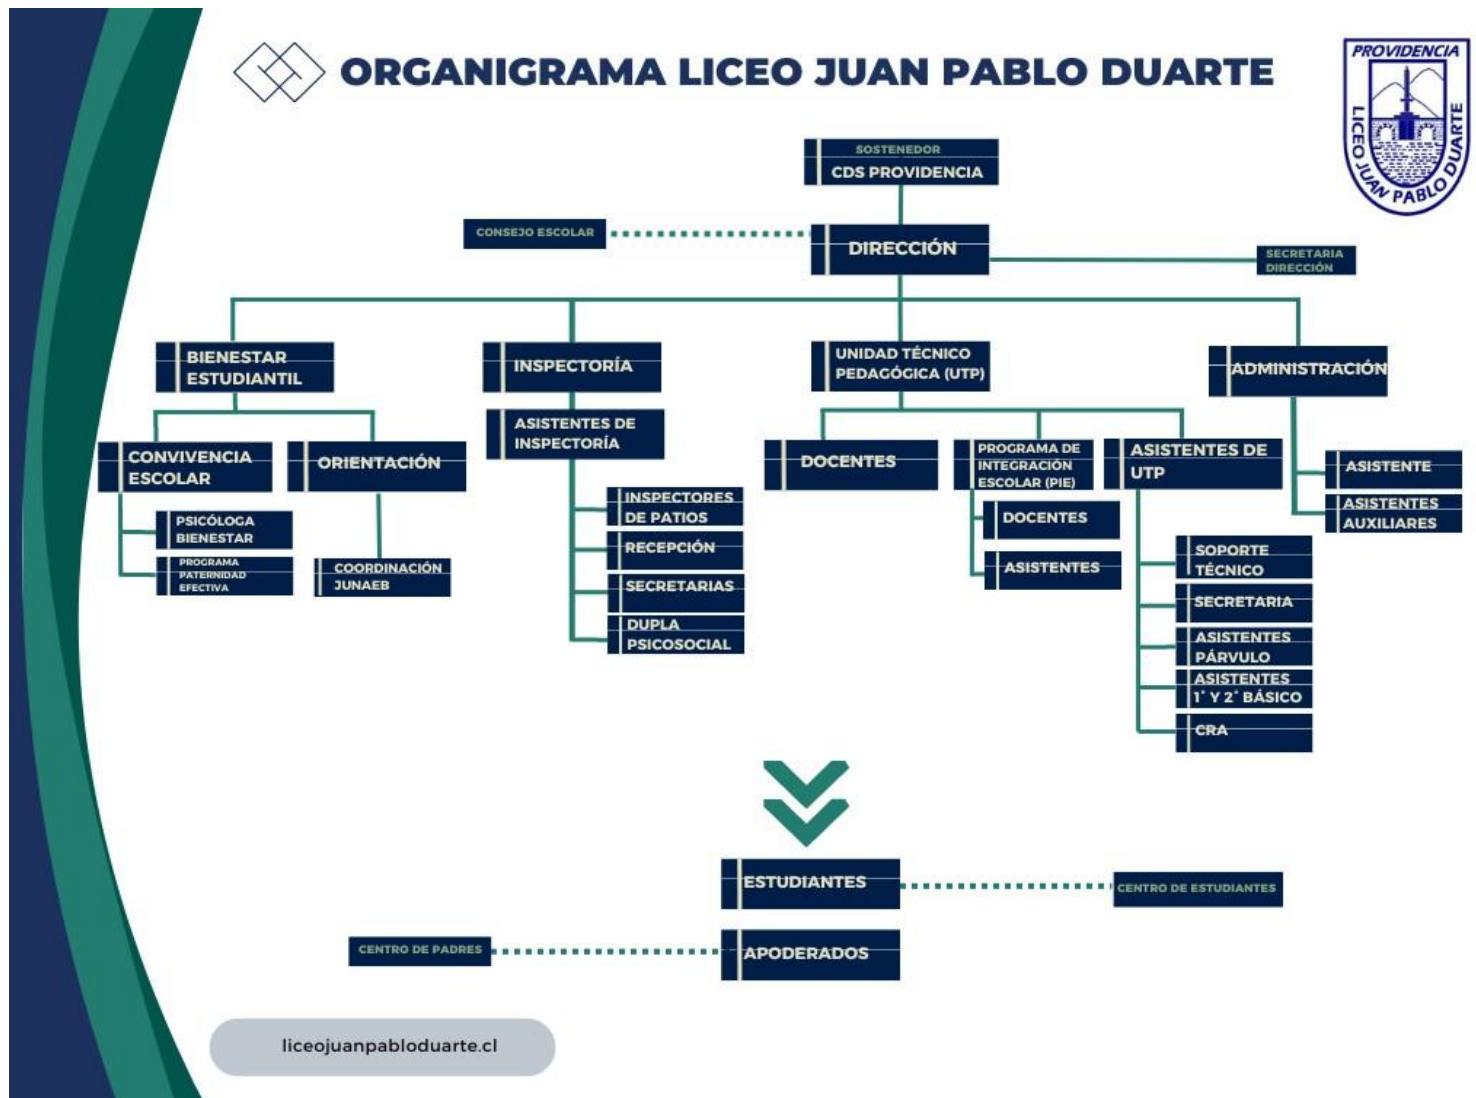 ORGANIGRAMA LICEO JUAN PABLO DUARTE
PROVIDENCIA
LICEO JUAN PABLO DUARTE
SOSTENEDOR
CDS PROVIDENCIA
CONSEJO ESCOLAR
DIRECCIÓN
SECRETARIA
DIRECCIÓN
BIENESTAR
ESTUDIANTIL
INSPECTORÍA
UNIDAD TÉCNICO
PEDAGÓGICA (UTP)
ADMINISTRACIÓN
CONVIVENCIA
ESCOLAR
ORIENTACIÓN
PSICÓLOGA
BIENESTAR
PROGRAMA
PATERNIDAD
EFECTIVA
COORDINACIÓN
JUNAEB
ASISTENTES DE
INSPECTORÍA
INSPECTORES
DE PATIOS
RECEPCIÓN
SECRETARIAS
DUPLA
PSICOSOCIAL
DOCENTES
PROGRAMA DE
INTEGRACIÓN
ESCOLAR (PIE)
DOCENTES
ASISTENTES
ASISTENTES DE
UTP
SOPORTE
TÉCNICO
SECRETARIA
ASISTENTES
PÁRVULO
ASISTENTES
1° Y 2° BÁSICO
CRA
ASISTENTE
ASISTENTES
AUXILIARES
ESTUDIANTES
CENTRO DE ESTUDIANTES
CENTRO DE PADRES
APODERADOS
liceojuanpabloduarte.cl